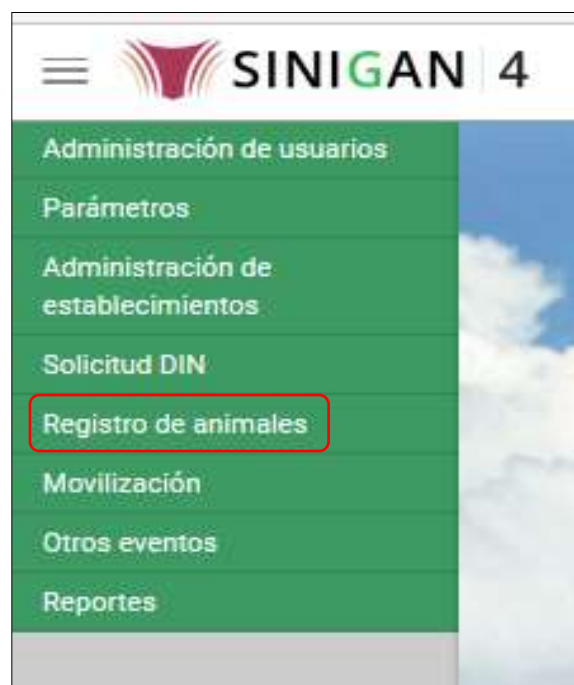 SINIGAN 4
Administración de usuarios
Parámetros
Administración de
establecimientos
Solicitud DIN
Registro de animales
Movilización
Otros eventos
Reportes